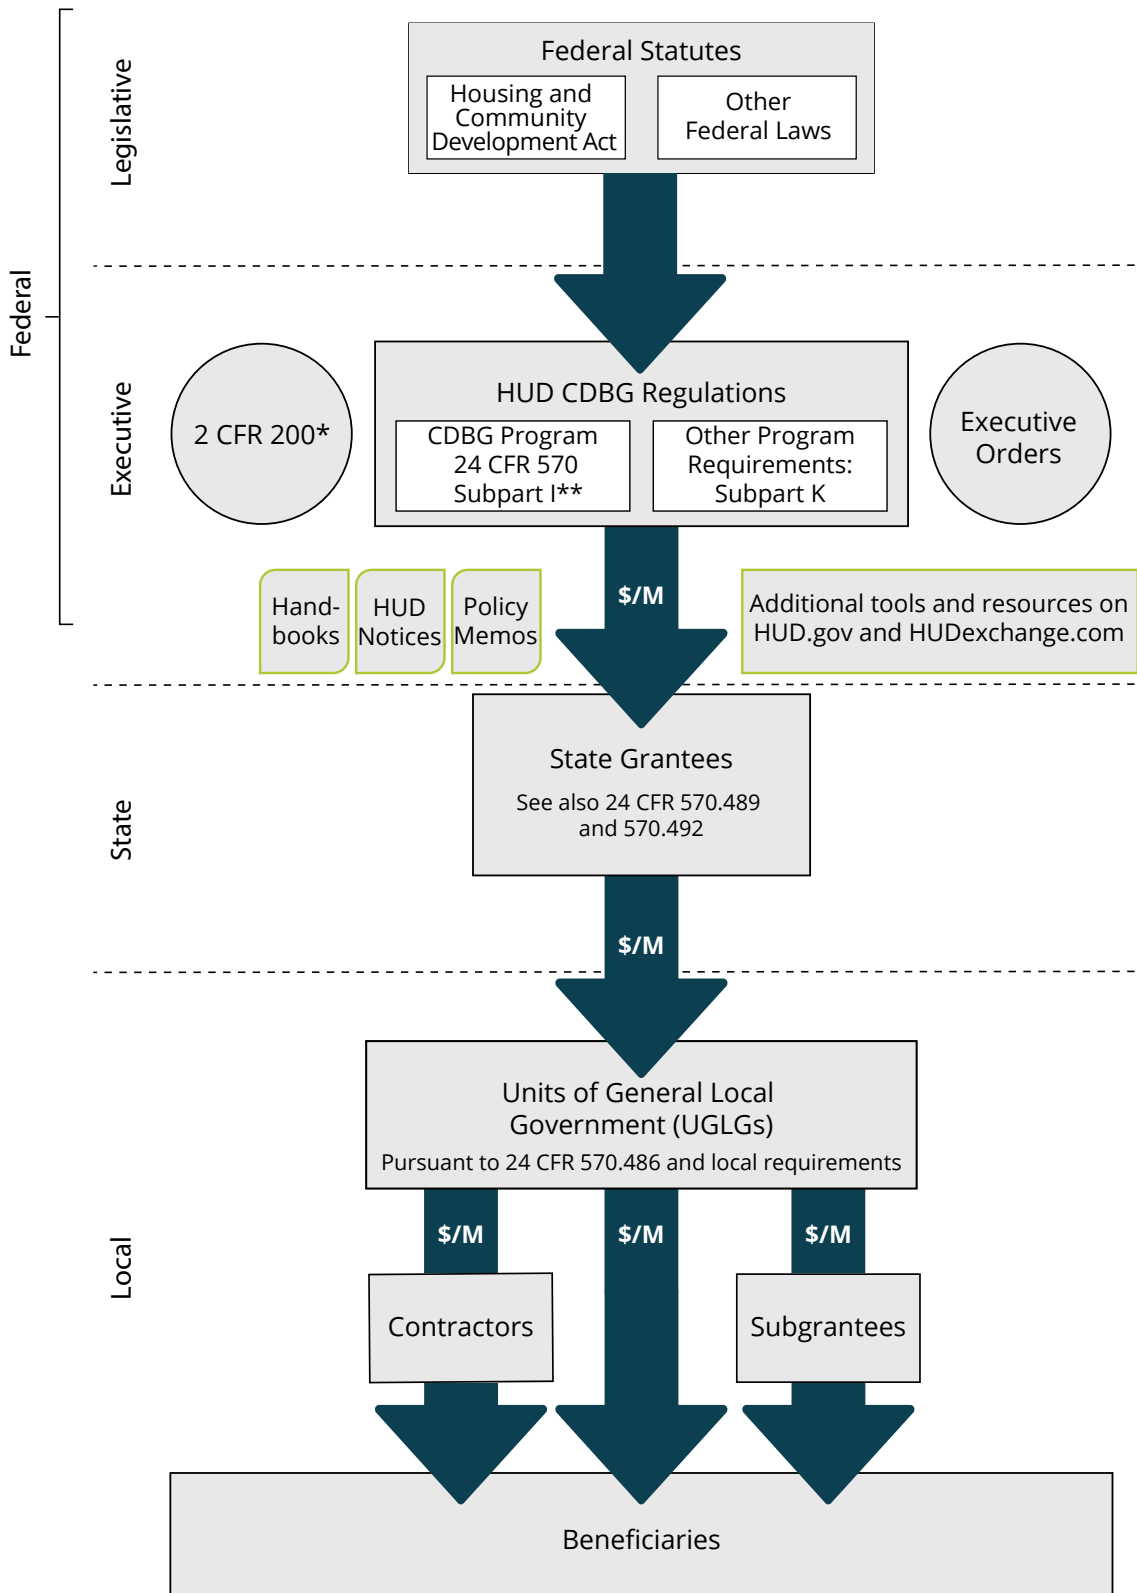 Federal
Legislative
Federal Statutes
Housing and
Community
Development Act
Other
Federal Laws
Executive
2 CFR 200*
HUD CDBG Regulations
CDBG Program
24 CFR 570
Subpart I**
Other Program
Requirements:
Subpart K
Executive
Orders
Hand-
books
HUD
Notices
Policy
Memos
$/M
Additional tools and resources on
HUD.gov and HUDexchange.com
State
State Grantees
See also 24 CFR 570.489
and 570.492
$/M
Local
Units of General Local
Government (UGLGs)
Pursuant to 24 CFR 570.486 and local requirements
$/M
$/M
$/M
Contractors
Subgrantees
Beneficiaries